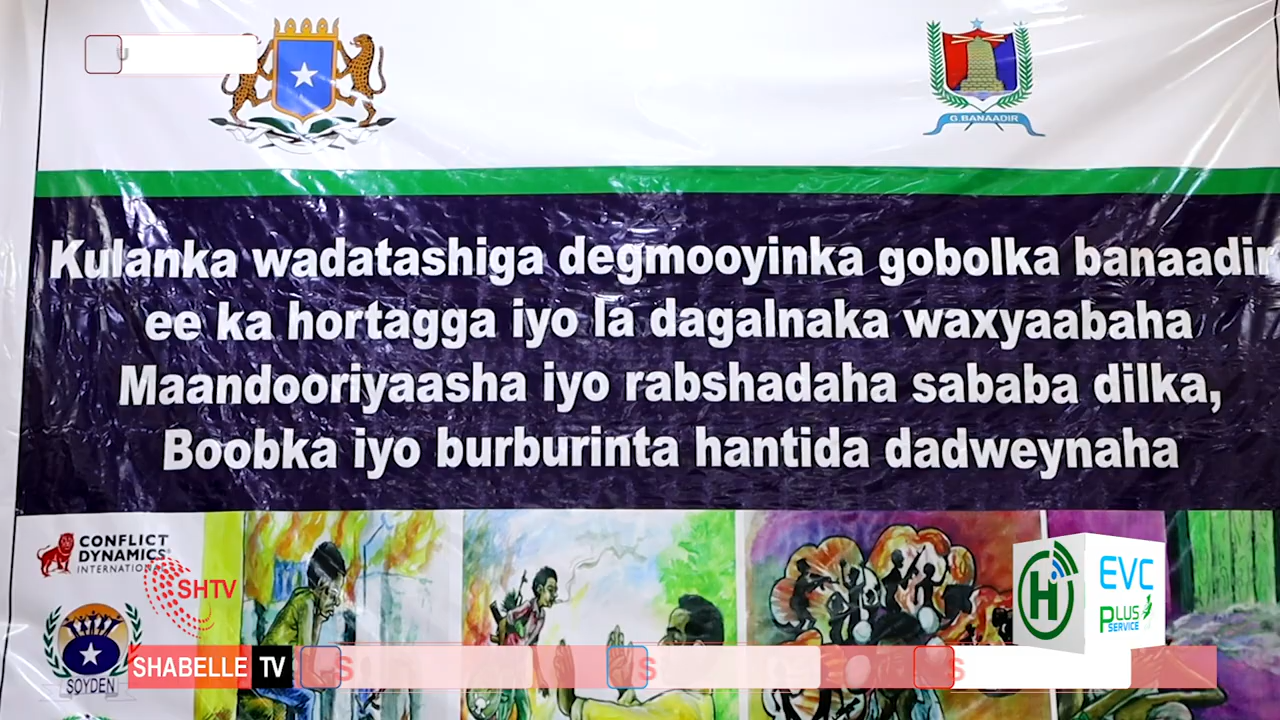 G.BANAADIR
Kulanka wadatashiga degmooyinka gobolka banaadir
ee ka hortagga iyo la dagalnaka waxyaabaha
Maandooriyaasha iyo rabshadaha sababa dilka,
Boobka iyo burburinta hantida dadweynaha
CONFLICT
DYNAMICS
INTERNATIONAL
SHTV
H
EVC
PLUS
SERVICE
SOYDEN
SHABELLE TV
S
S
S